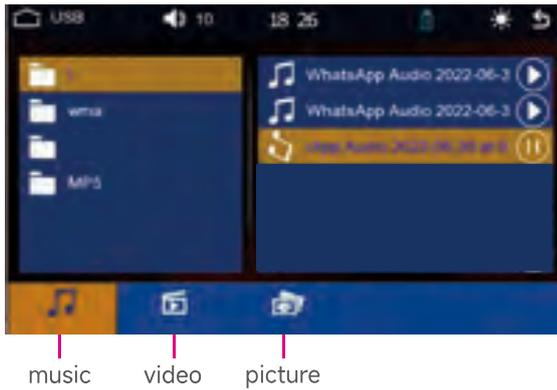 USB 10 18 26
WhatsApp Audio 2022-06-3
wma WhatsApp Audio 2022-06-3
MP5
music video picture